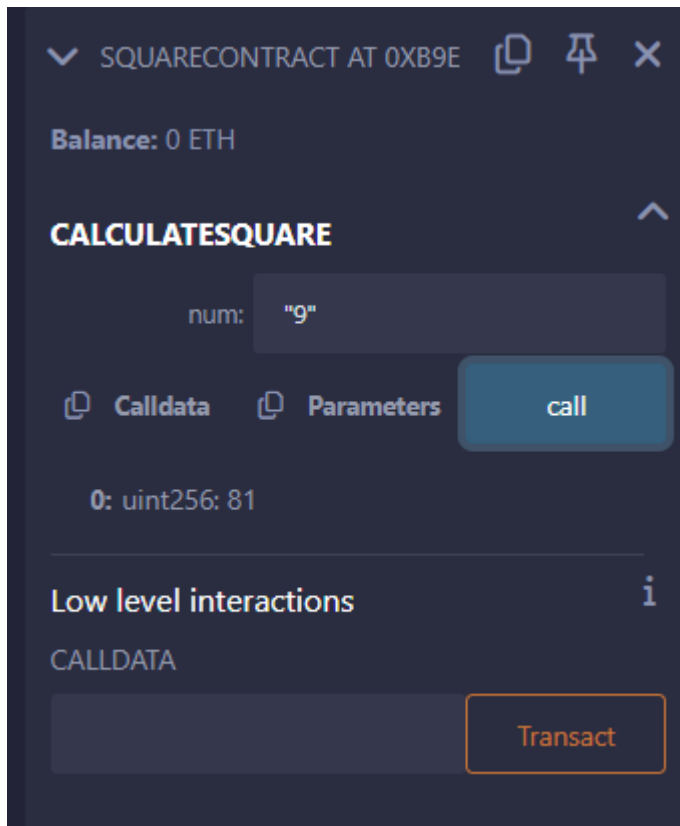 SQUARECONTRACT AT 0XB9E
Balance: 0 ETH
CALCULATESQUARE
num: "9"
Calldata Parameters call
0: uint256: 81
Low level interactions i
CALLDATA
Transact